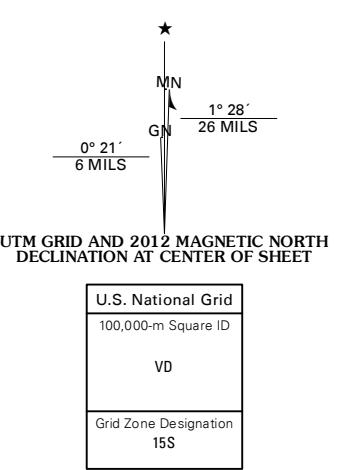 ★
MN
1° 28´
26 MILS
GN
0° 21´
6 MILS
UTM GRID AND 2012 MAGNETIC NORTH
DECLINATION AT CENTER OF SHEET
U.S. National Grid
100,000-m Square ID
VD
Grid Zone Designation
15S